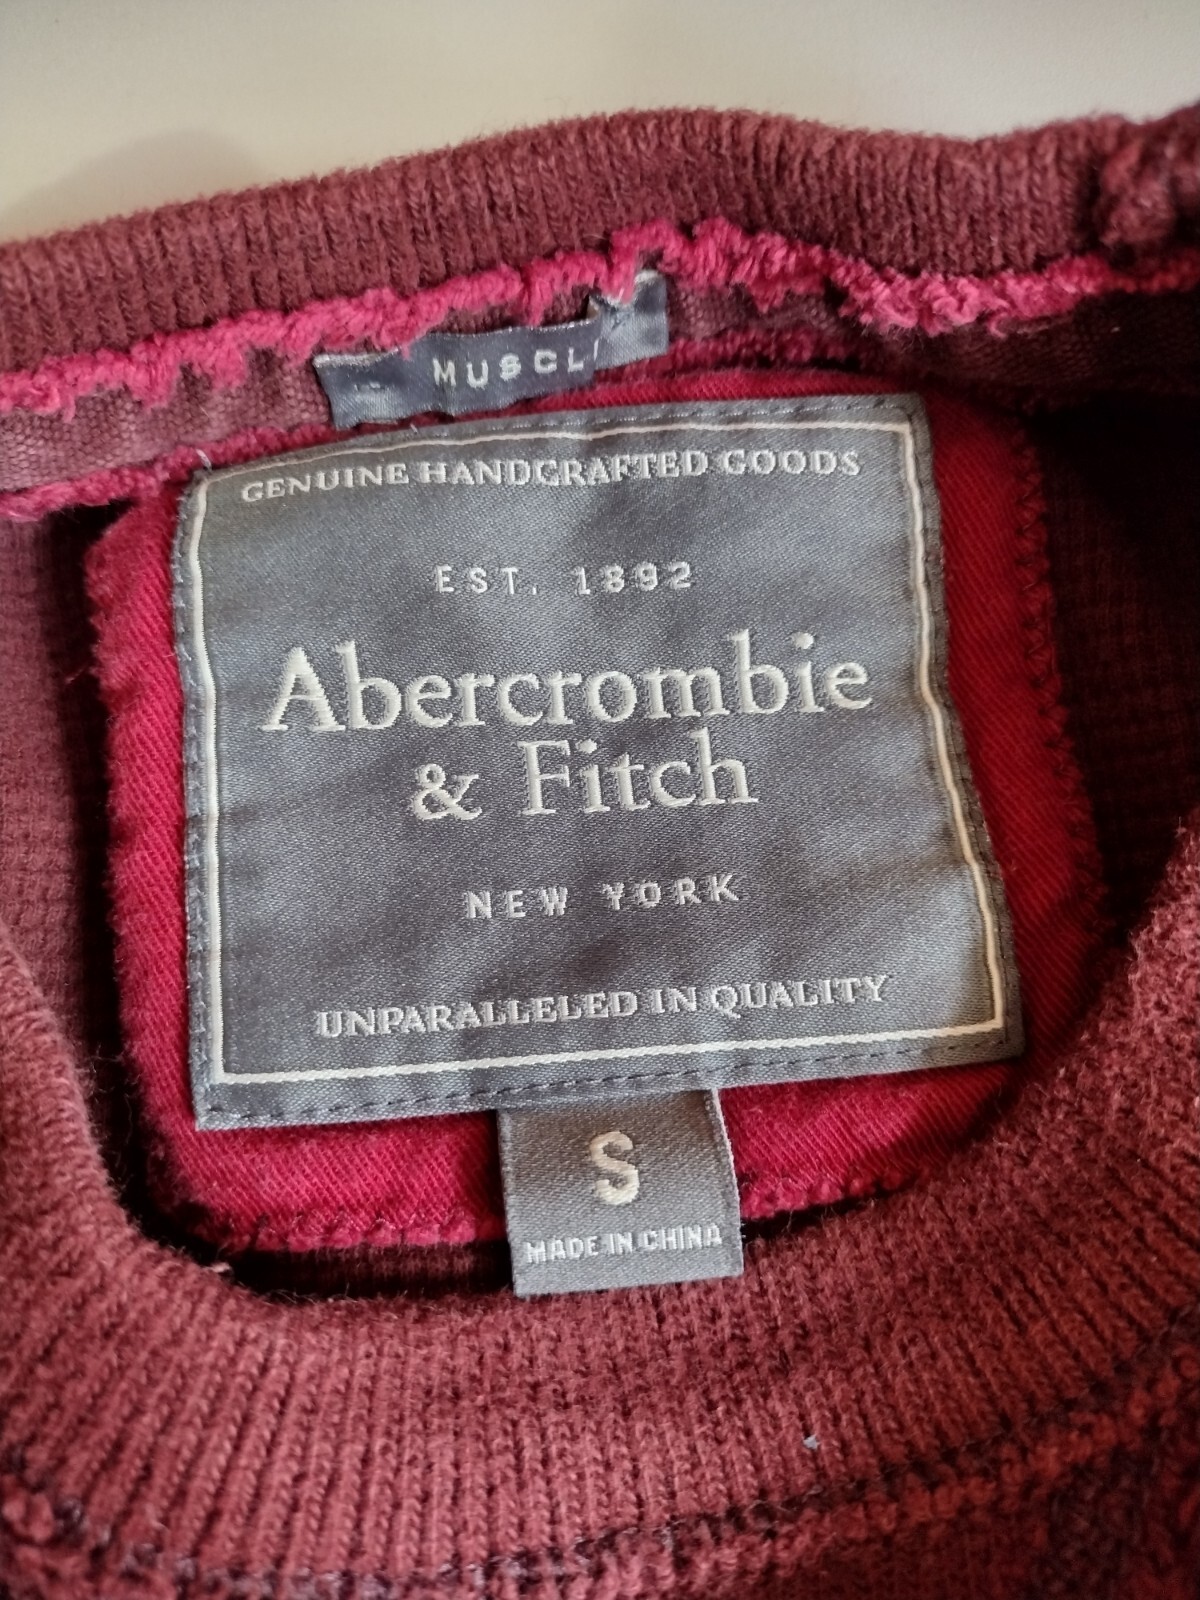 MUSCL
GENUINE HANDCRAFTED GOODS
EST. 1892
Abercrombie
& Fitch
NEW YORK
UNPARALLELED IN QUALITY
S
MADE IN CHINA